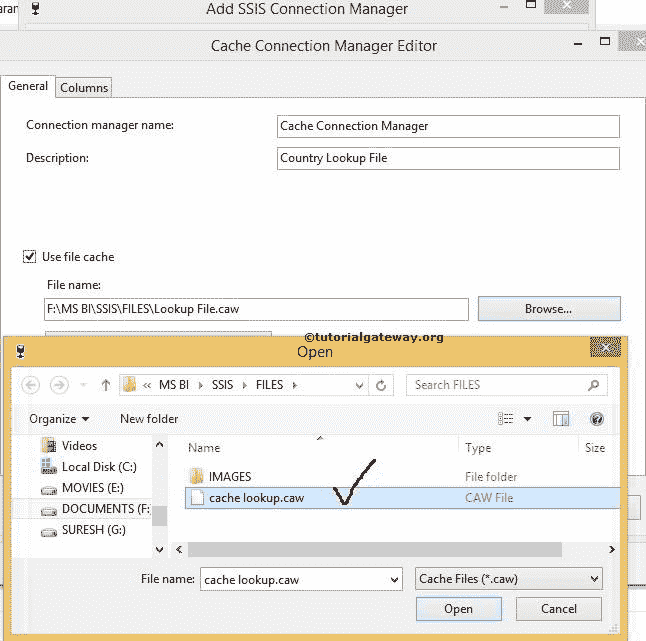 aran
Add SSIS Connection Manager
Cache Connection Manager Editor
General
Columns
Connection manager name:
Cache Connection Manager
Description:
Country Lookup File
Use file cache
File name:
F:\MS BI\SSIS\FILES\Lookup File.caw
Browse...
©tutorialgateway.org
Open
« MS BI SSIS FILES
Search FILES
Organize
New folder
Videos
Local Disk (C:)
MOVIES (E:)
DOCUMENTS (F:
SURESH (G:)
Name
Type
Size
IMAGES
File folder
cache lookup.caw
CAW File
File name:
cache lookup.caw
Cache Files (*.caw)
Open
Cancel